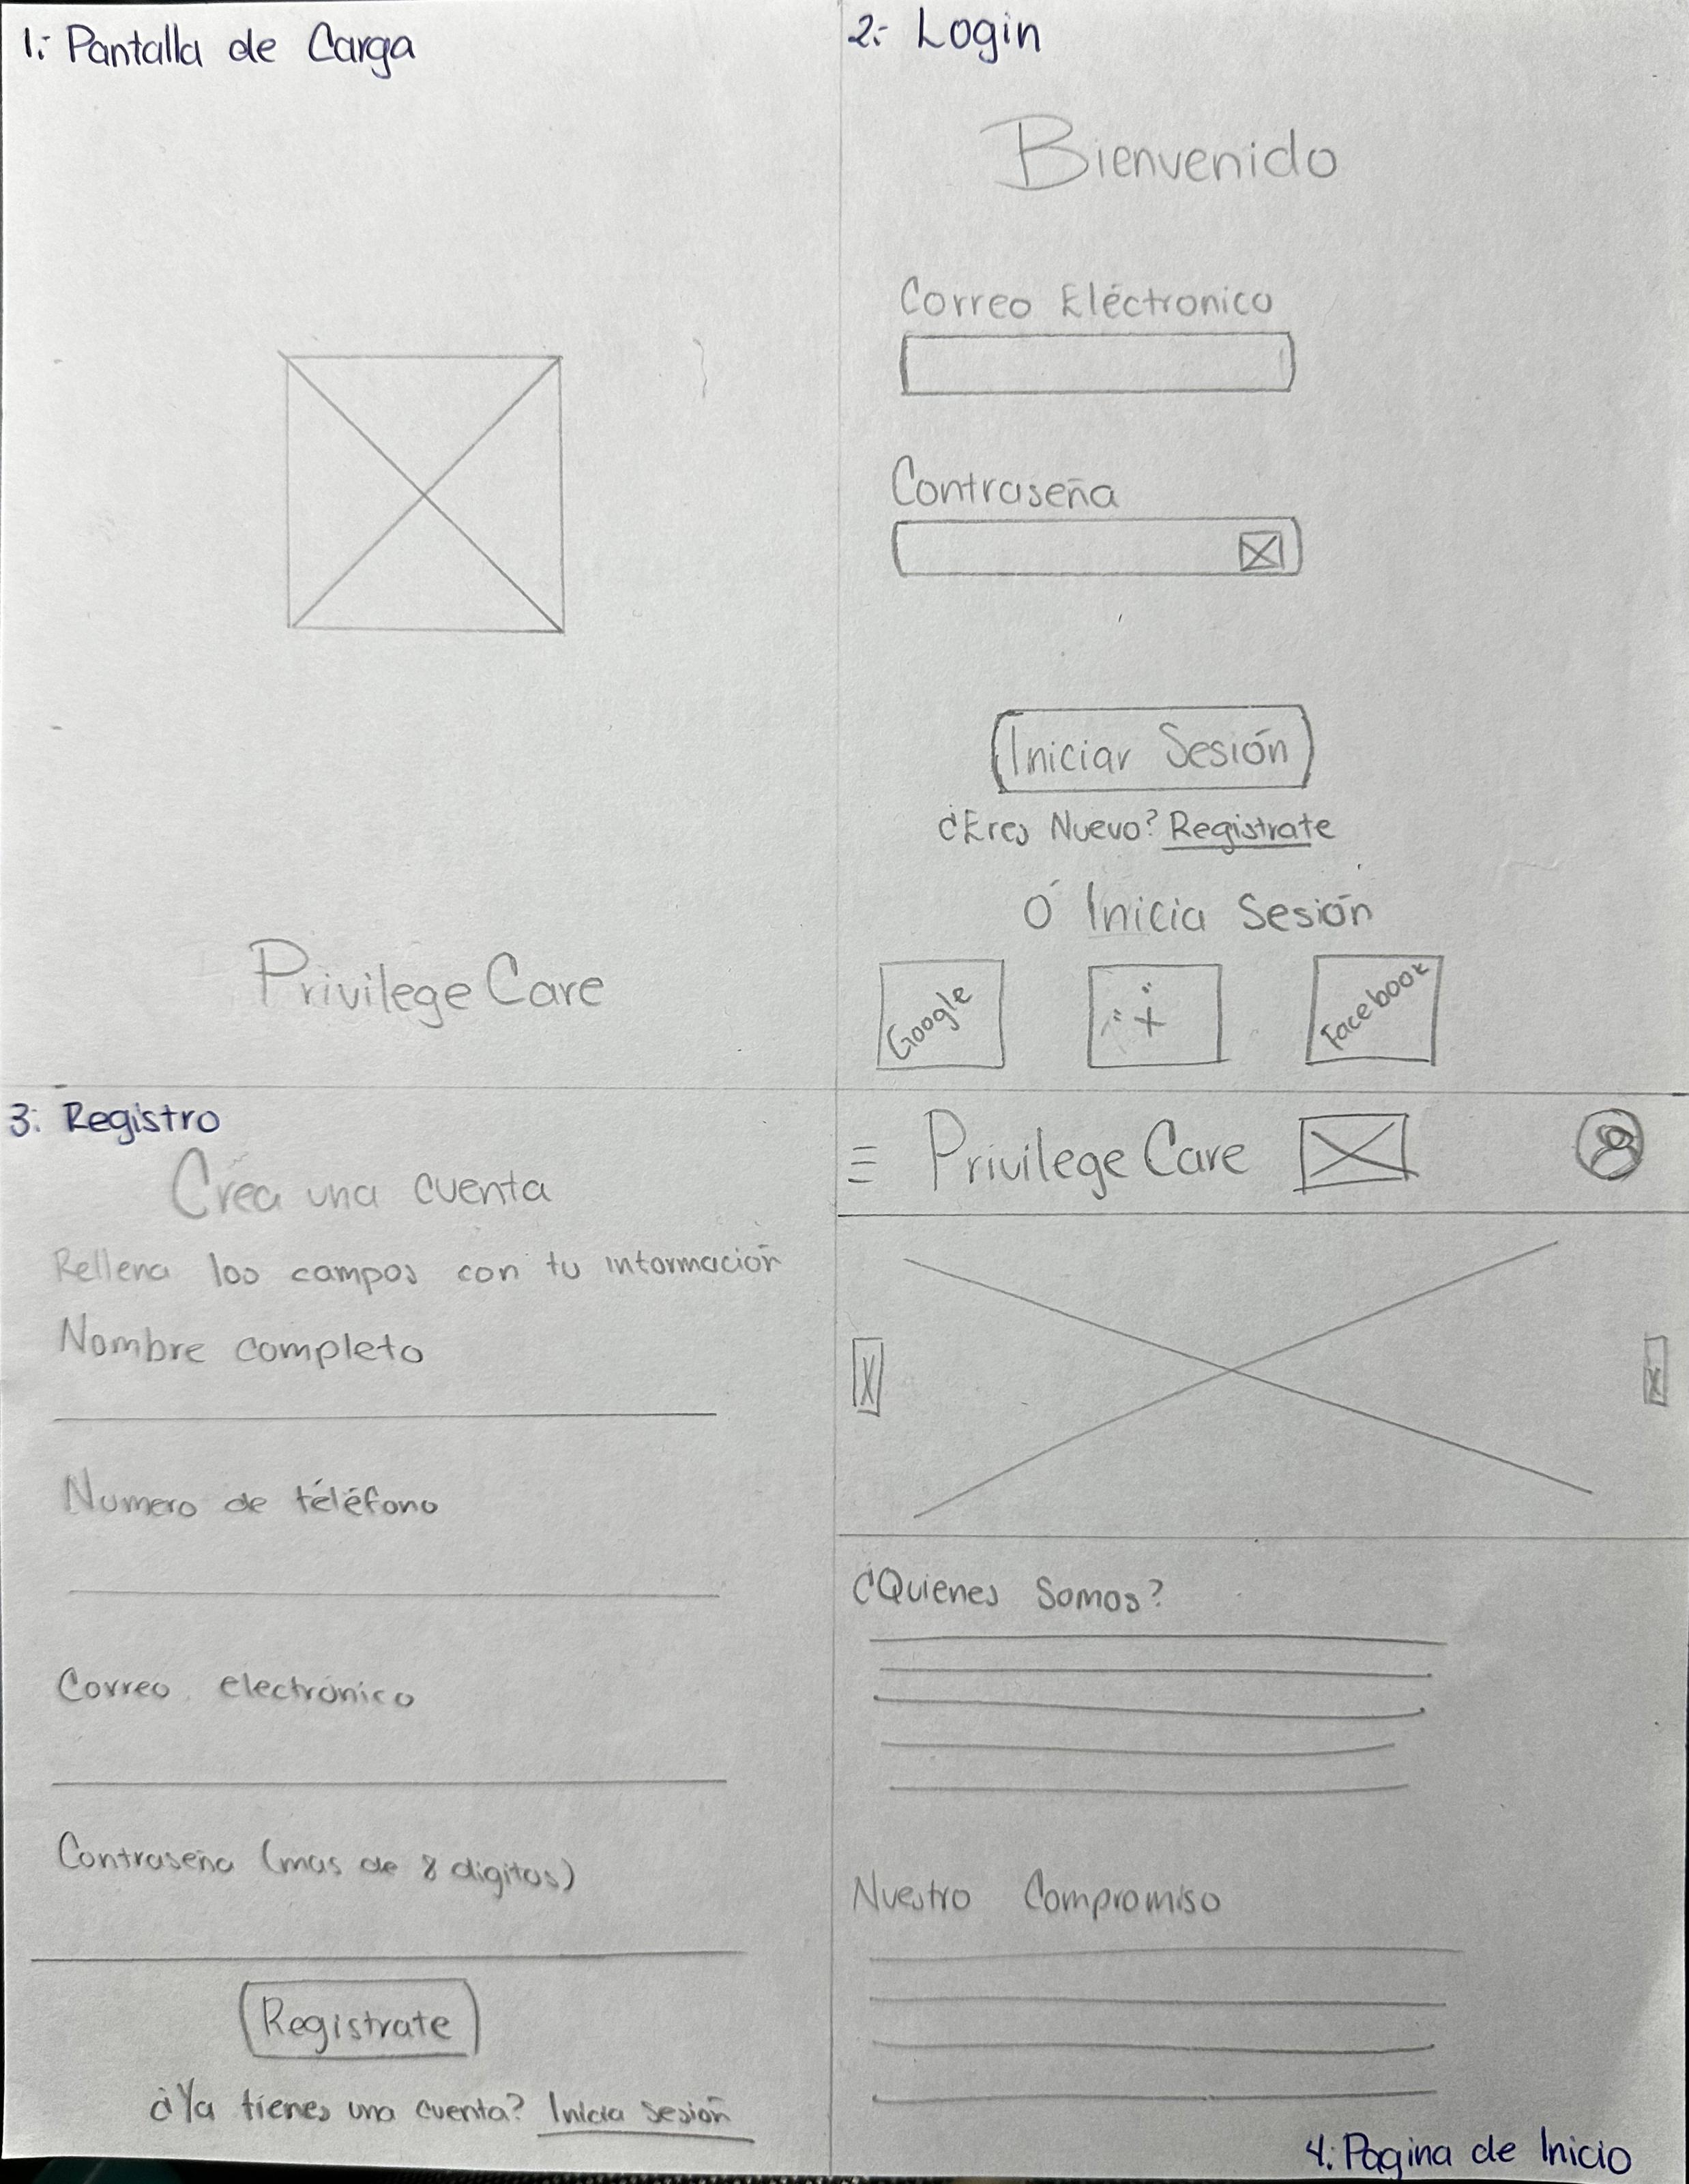 1.- Pantalla de Carga
Privilege Care
2.- Login
Bienvenido
Correo Eléctronico
Contraseña
Iniciar Sesión
¿Eres Nuevo? Registrate
Ó Inicia Sesión
Google
"X"
Facebook
3. Registro
Crea una cuenta
Rellena los campos con tu información
Nombre completo
Numero de téléfono
Correo electrónico
Contraseña (mas de 8 digitos)
Registrate
¿Ya tienes una cuenta? Inicia sesión
Privilege Care
¿Quienes Somos?
Nuestro Compromiso
4. Pagina de Inicio